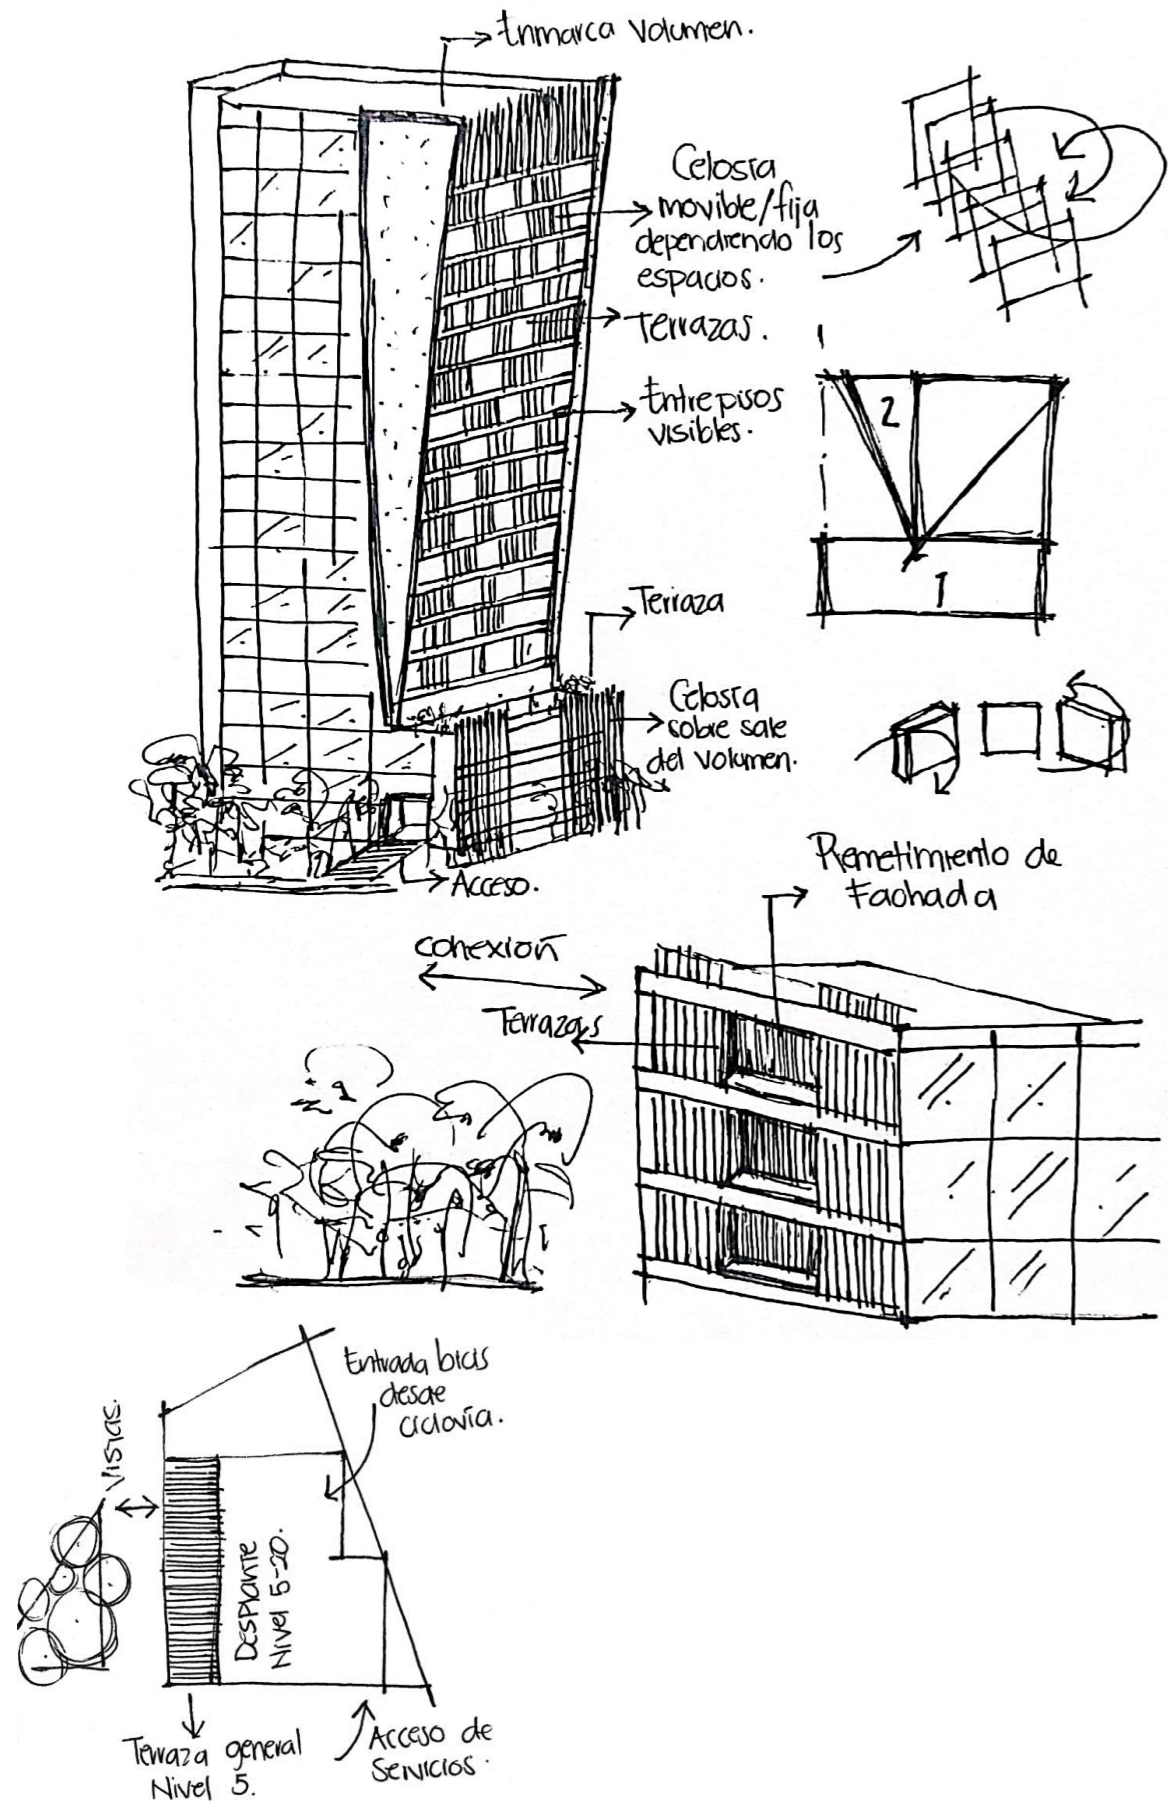 Enmarca Volumen.
Celosía
movible/fija
dependiendo los
espacios.
Terrazas.
Entrepisos
visibles.
2
1
Terraza
Celosía
sobre sale
del volumen.
Acceso.
Remetimiento de
Fachada
conexión
Terrazas
Entrada bicis
desde
ciclovía.
Vistas.
Desplante
Nivel 5-20.
Terraza general
Nivel 5.
Acceso de
Servicios.